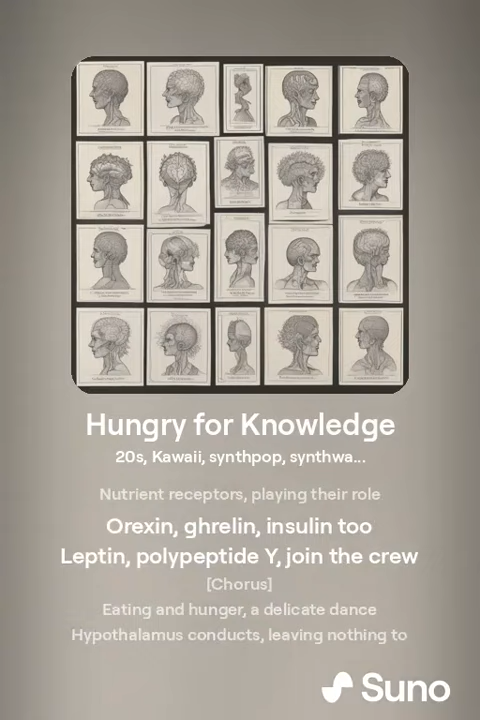 Hungry for Knowledge
20s, Kawaii, synthpop, synthwa...
Nutrient receptors, playing their role
Orexin, ghrelin, insulin too
Leptin, polypeptide Y, join the crew
[Chorus]
Eating and hunger, a delicate dance
Hypothalamus conducts, leaving nothing to
Suno